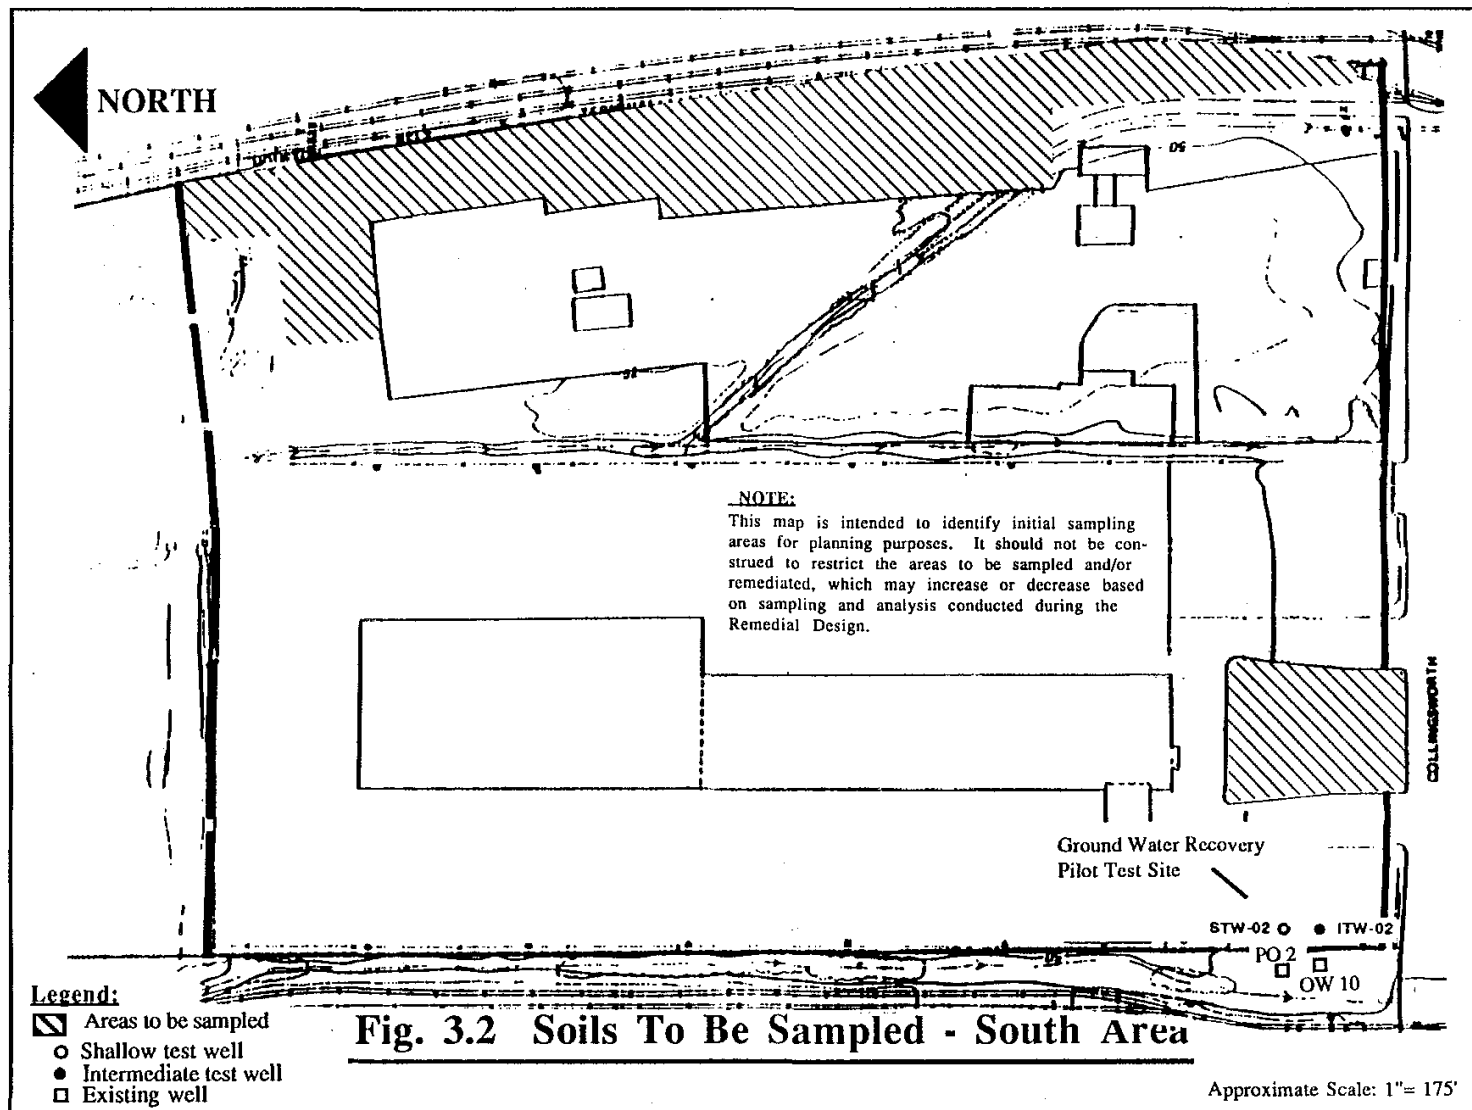 NORTH
50
NOTE:
This map is intended to identify initial sampling
areas for planning purposes. It should not be con-
strued to restrict the areas to be sampled and/or
remediated, which may increase or decrease based
on sampling and analysis conducted during the
Remedial Design.
COLLINGSWORTH
Ground Water Recovery
Pilot Test Site
STW-02
ITW-02
PO 2
OW 10
50
Legend:
Areas to be sampled
Shallow test well
Intermediate test well
Existing well
Fig. 3.2 Soils To Be Sampled - South Area
Approximate Scale: 1"= 175'